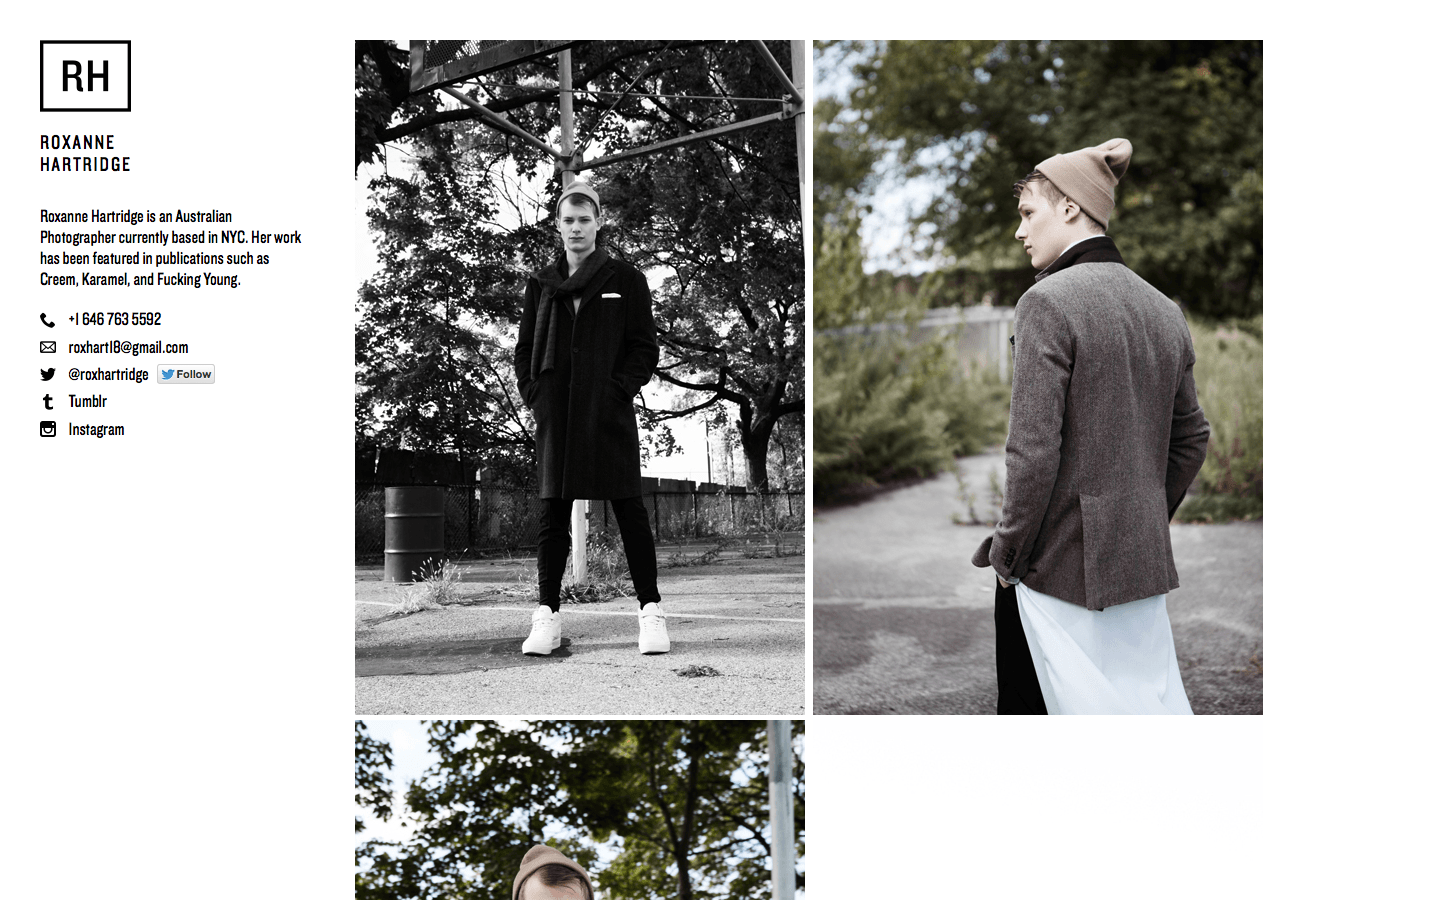 RH
ROXANNE
HARTRIDGE
Roxanne Hartridge is an Australian
Photographer currently based in NYC. Her work
has been featured in publications such as
Creem, Karamel, and Fucking Young.
+1 646 763 5592
roxhart18@gmail.com
@roxhartridge Follow
Tumblr
Instagram